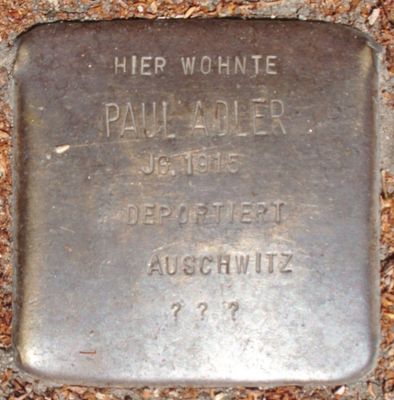 HIER WOHNTE
PAUL ADLER
JG. 1915
DEPORTIERT
AUSCHWITZ
? ? ?